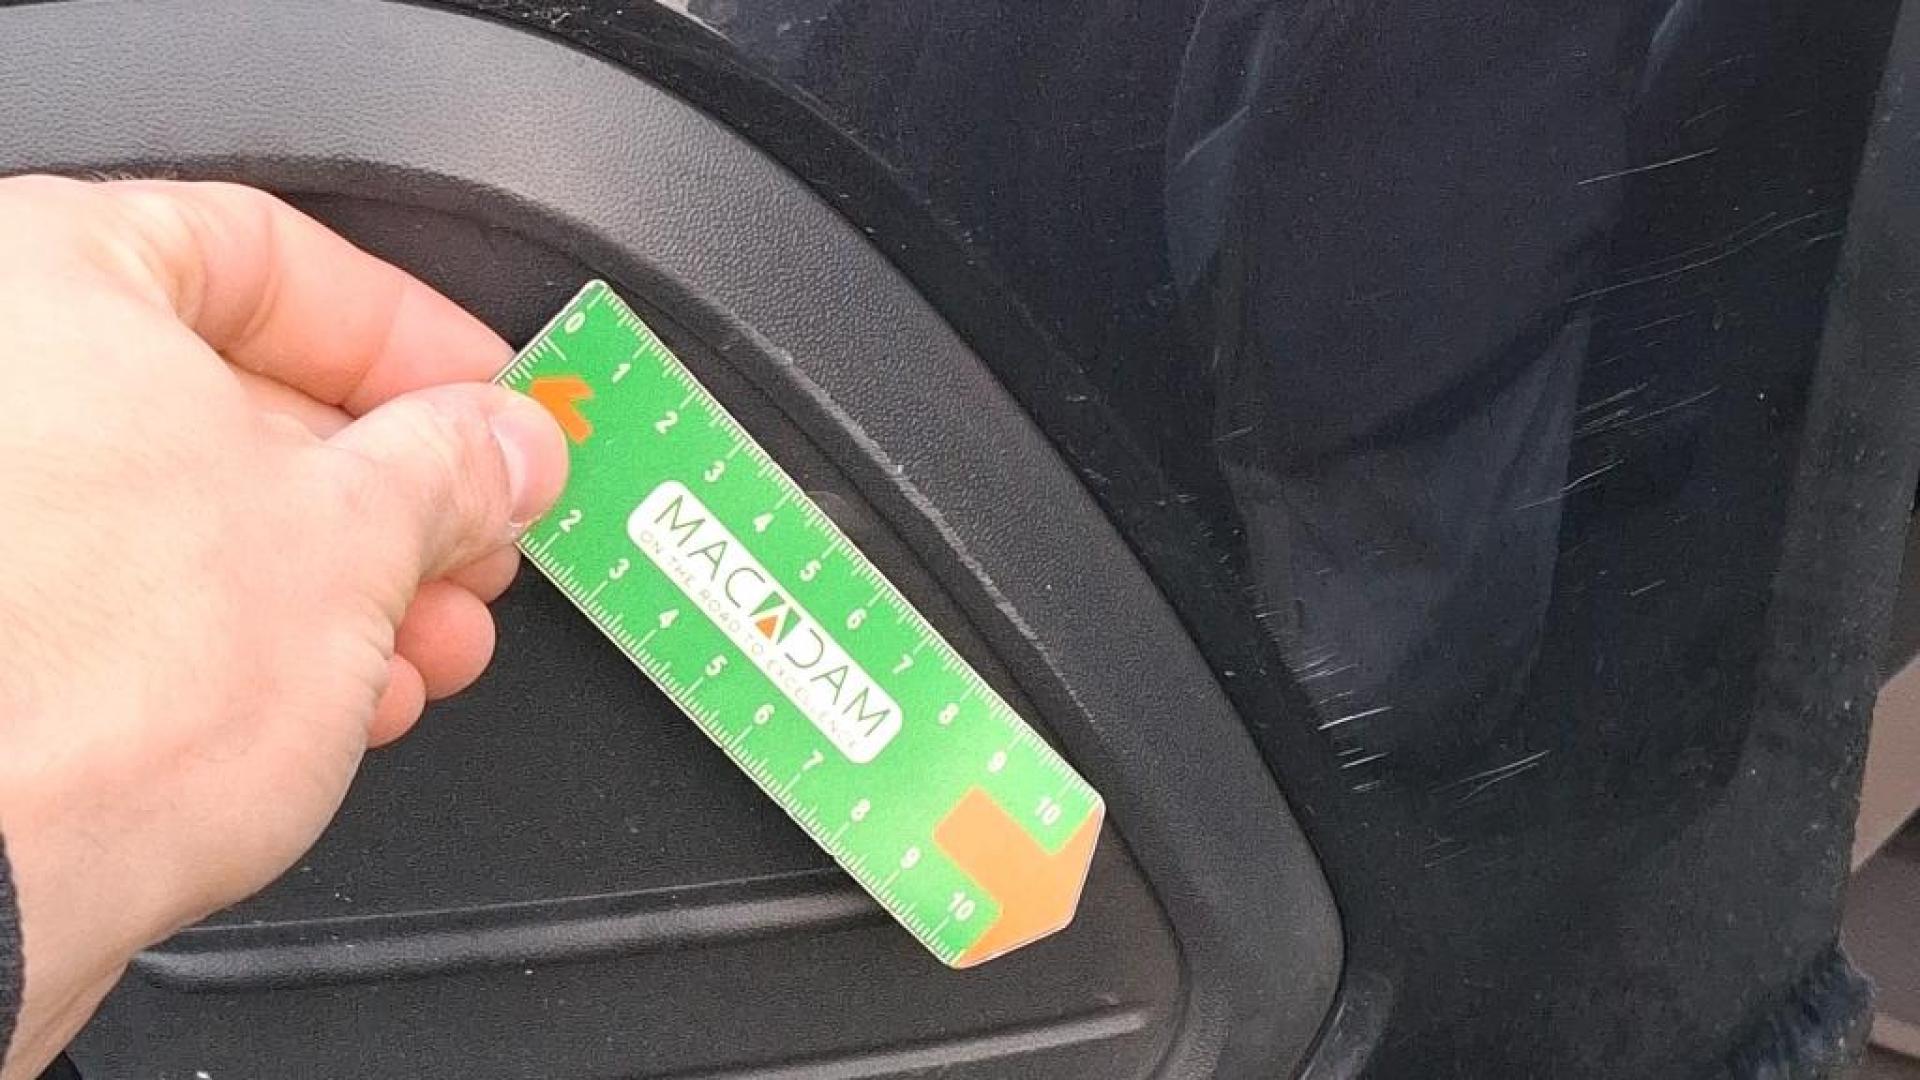 0 1 2 3 4 5 6 7 8 9 10
MACADAM
ON THE ROAD TO EXCELLENCE
2 3 4 5 6 7 8 9 10